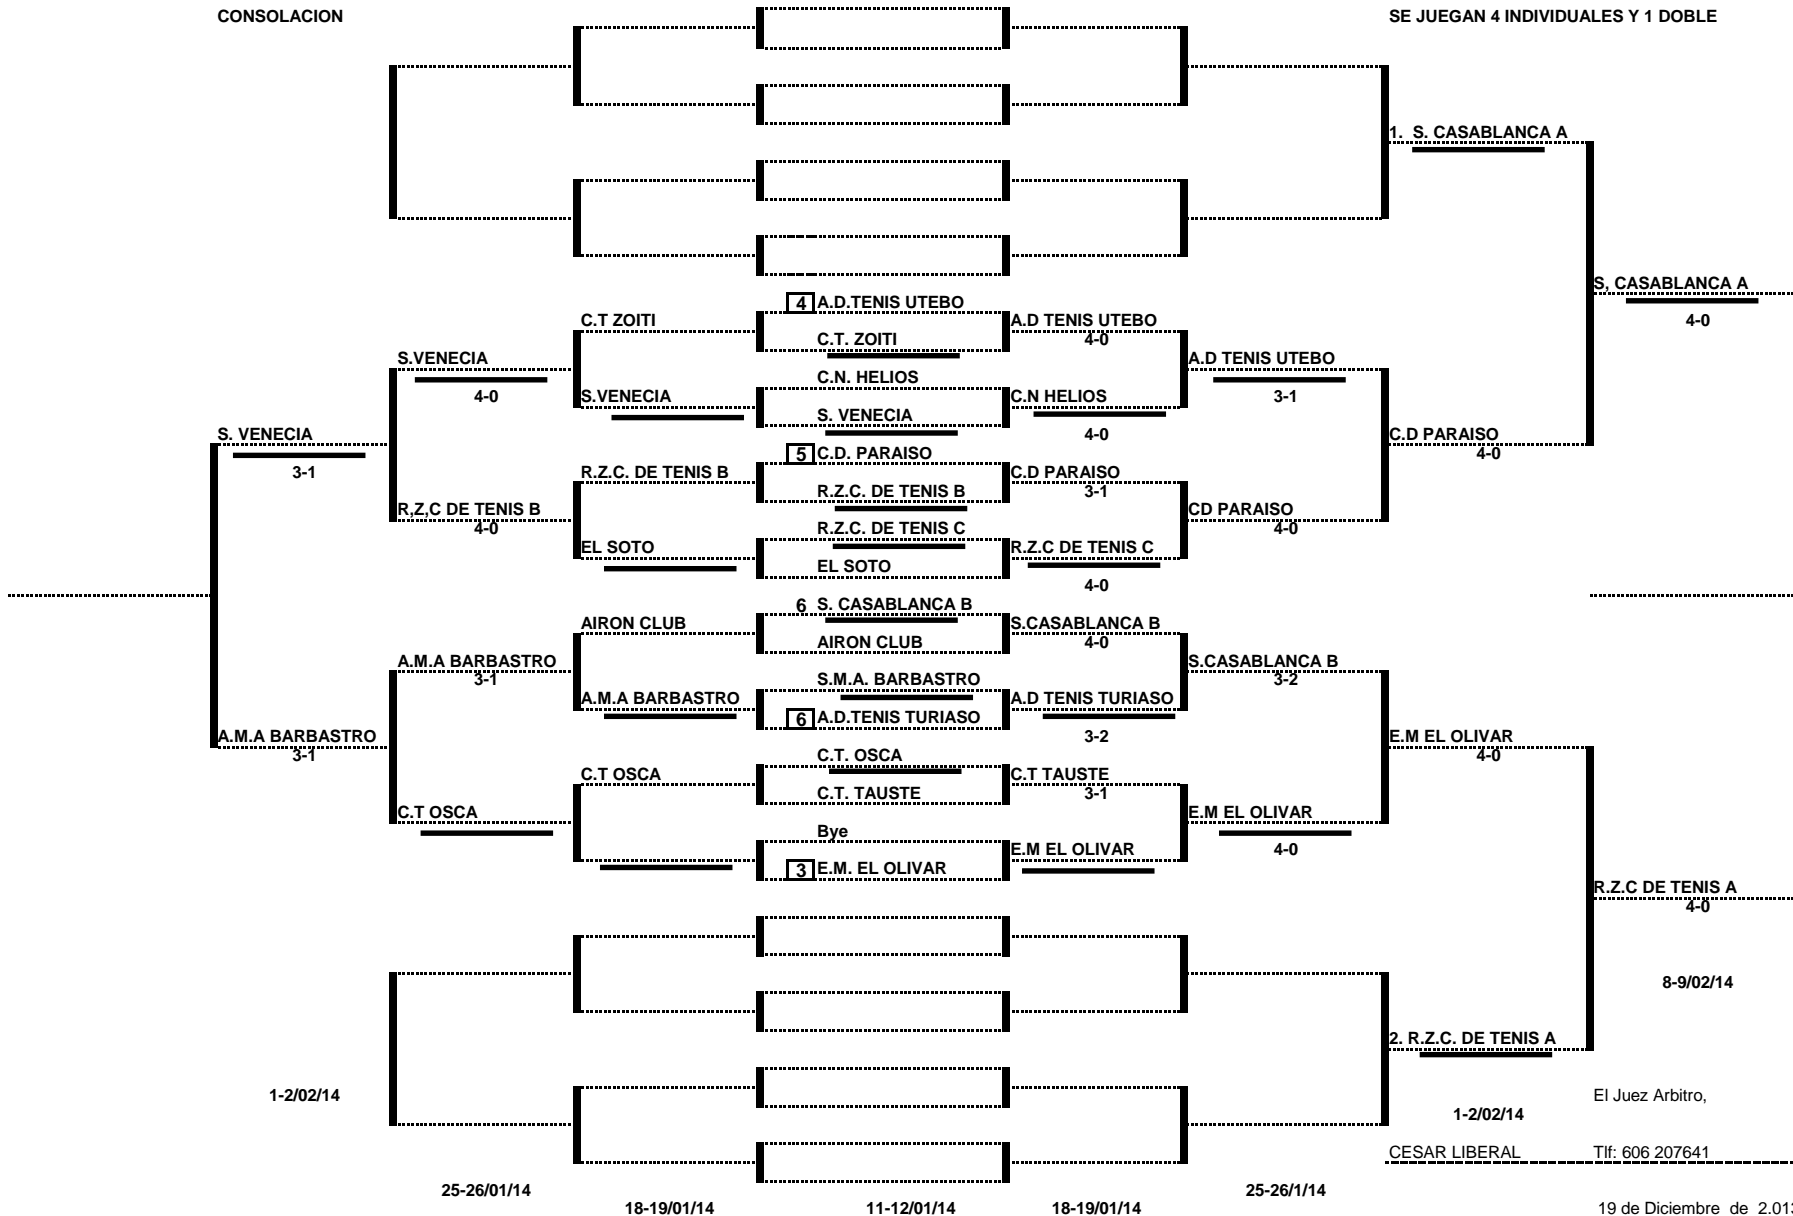 CONSOLACION
SE JUEGAN 4 INDIVIDUALES Y 1 DOBLE
1. S. CASABLANCA A
S, CASABLANCA A
4-0
4 A.D.TENIS UTEBO
C.T ZOITI
A.D TENIS UTEBO
4-0
C.T. ZOITI
S.VENECIA
4-0
A.D TENIS UTEBO
3-1
C.N. HELIOS
S.VENECIA
C.N HELIOS
4-0
S. VENECIA
S. VENECIA
3-1
C.D PARAISO
4-0
5 C.D. PARAISO
R.Z.C. DE TENIS B
C.D PARAISO
3-1
R.Z.C. DE TENIS B
R,Z,C DE TENIS B
4-0
CD PARAISO
4-0
R.Z.C. DE TENIS C
EL SOTO
R.Z.C DE TENIS C
4-0
EL SOTO
6 S. CASABLANCA B
AIRON CLUB
S.CASABLANCA B
4-0
AIRON CLUB
A.M.A BARBASTRO
3-1
S.CASABLANCA B
3-2
S.M.A. BARBASTRO
A.M.A BARBASTRO
A.D TENIS TURIASO
3-2
6 A.D.TENIS TURIASO
A.M.A BARBASTRO
3-1
E.M EL OLIVAR
4-0
C.T. OSCA
C.T OSCA
C.T TAUSTE
3-1
C.T. TAUSTE
C.T OSCA
E.M EL OLIVAR
4-0
Bye
E.M EL OLIVAR
3 E.M. EL OLIVAR
R.Z.C DE TENIS A
4-0
8-9/02/14
2. R.Z.C. DE TENIS A
1-2/02/14
El Juez Arbitro,
1-2/02/14
CESAR LIBERAL
Tlf: 606 207641
25-26/01/14
25-26/1/14
18-19/01/14
11-12/01/14
18-19/01/14
19 de Diciembre de 2.013